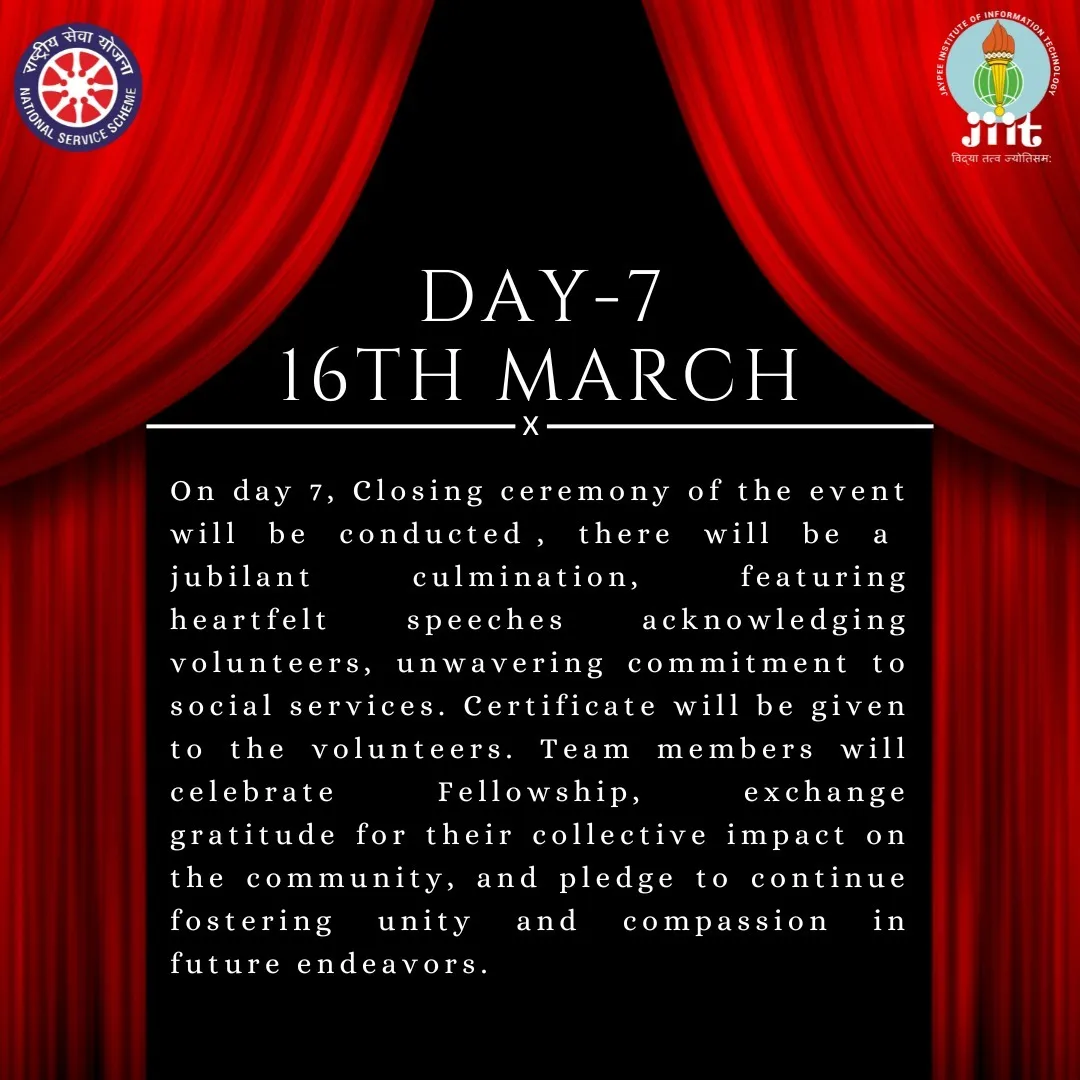 राष्ट्रीय सेवा योजना
NATIONAL SERVICE SCHEME
JAYPEE INSTITUTE OF INFORMATION TECHNOLOGY
jiit
विद्या तत्व ज्योतिसम:
DAY-7
16TH MARCH
X
On day 7, Closing ceremony of the event
will be conducted , there will be a
jubilant culmination, featuring
heartfelt speeches acknowledging
volunteers, unwavering commitment to
social services. Certificate will be given
to the volunteers. Team members will
celebrate Fellowship, exchange
gratitude for their collective impact on
the community, and pledge to continue
fostering unity and compassion in
future endeavors.